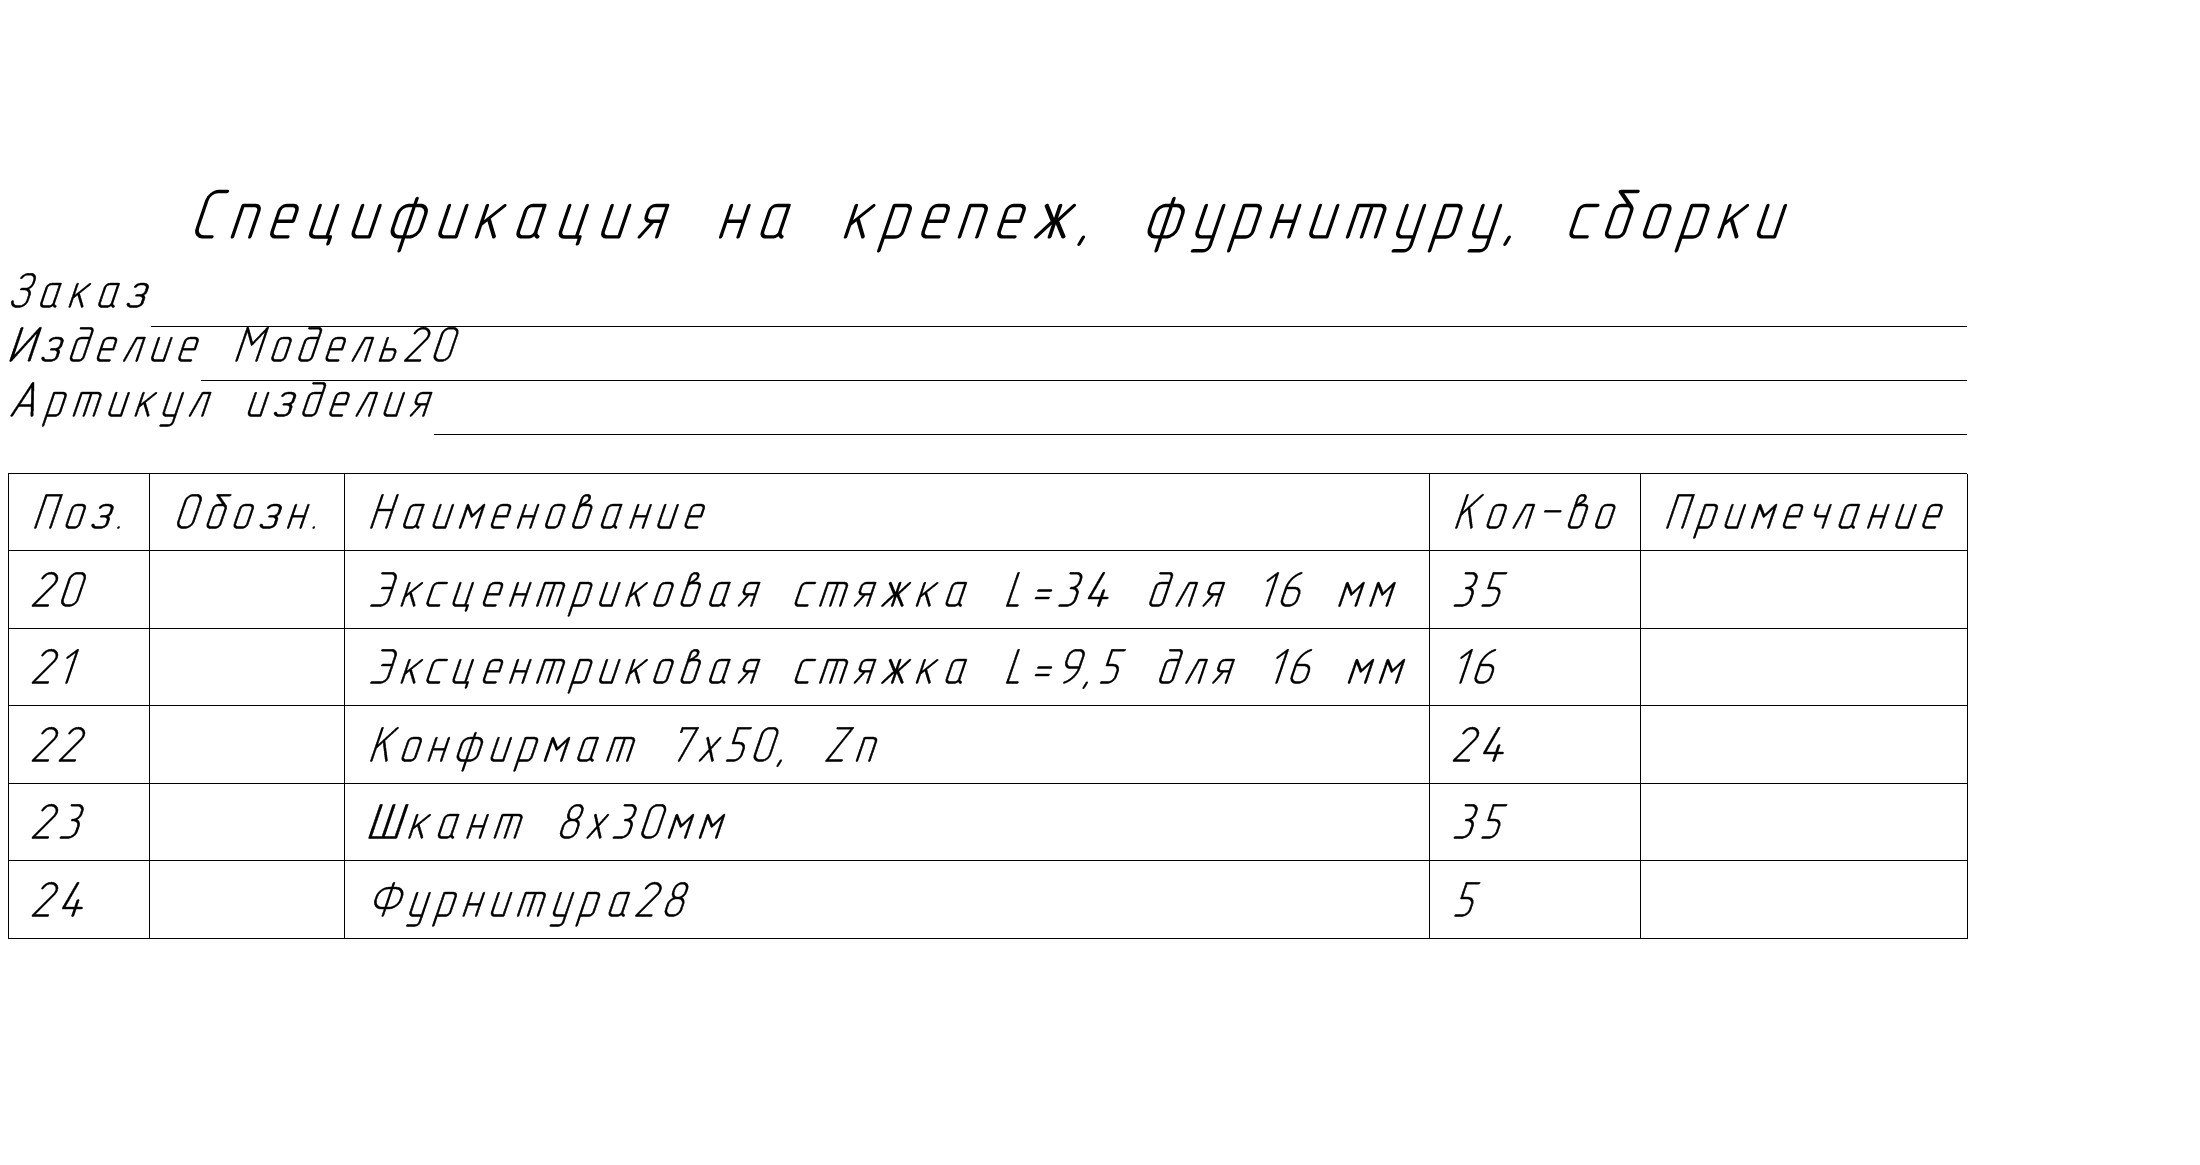 Спецификация на крепеж, фурнитуру, сборки
Заказ
Изделие Модель20
Артикул изделия
Поз. Обозн. Наименование Кол-во Примечание
20 Эксцентриковая стяжка L=34 для 16 мм 35
21 Эксцентриковая стяжка L=9,5 для 16 мм 16
22 Конфирмат 7х50, Zn 24
23 Шкант 8х30мм 35
24 Фурнитура28 5